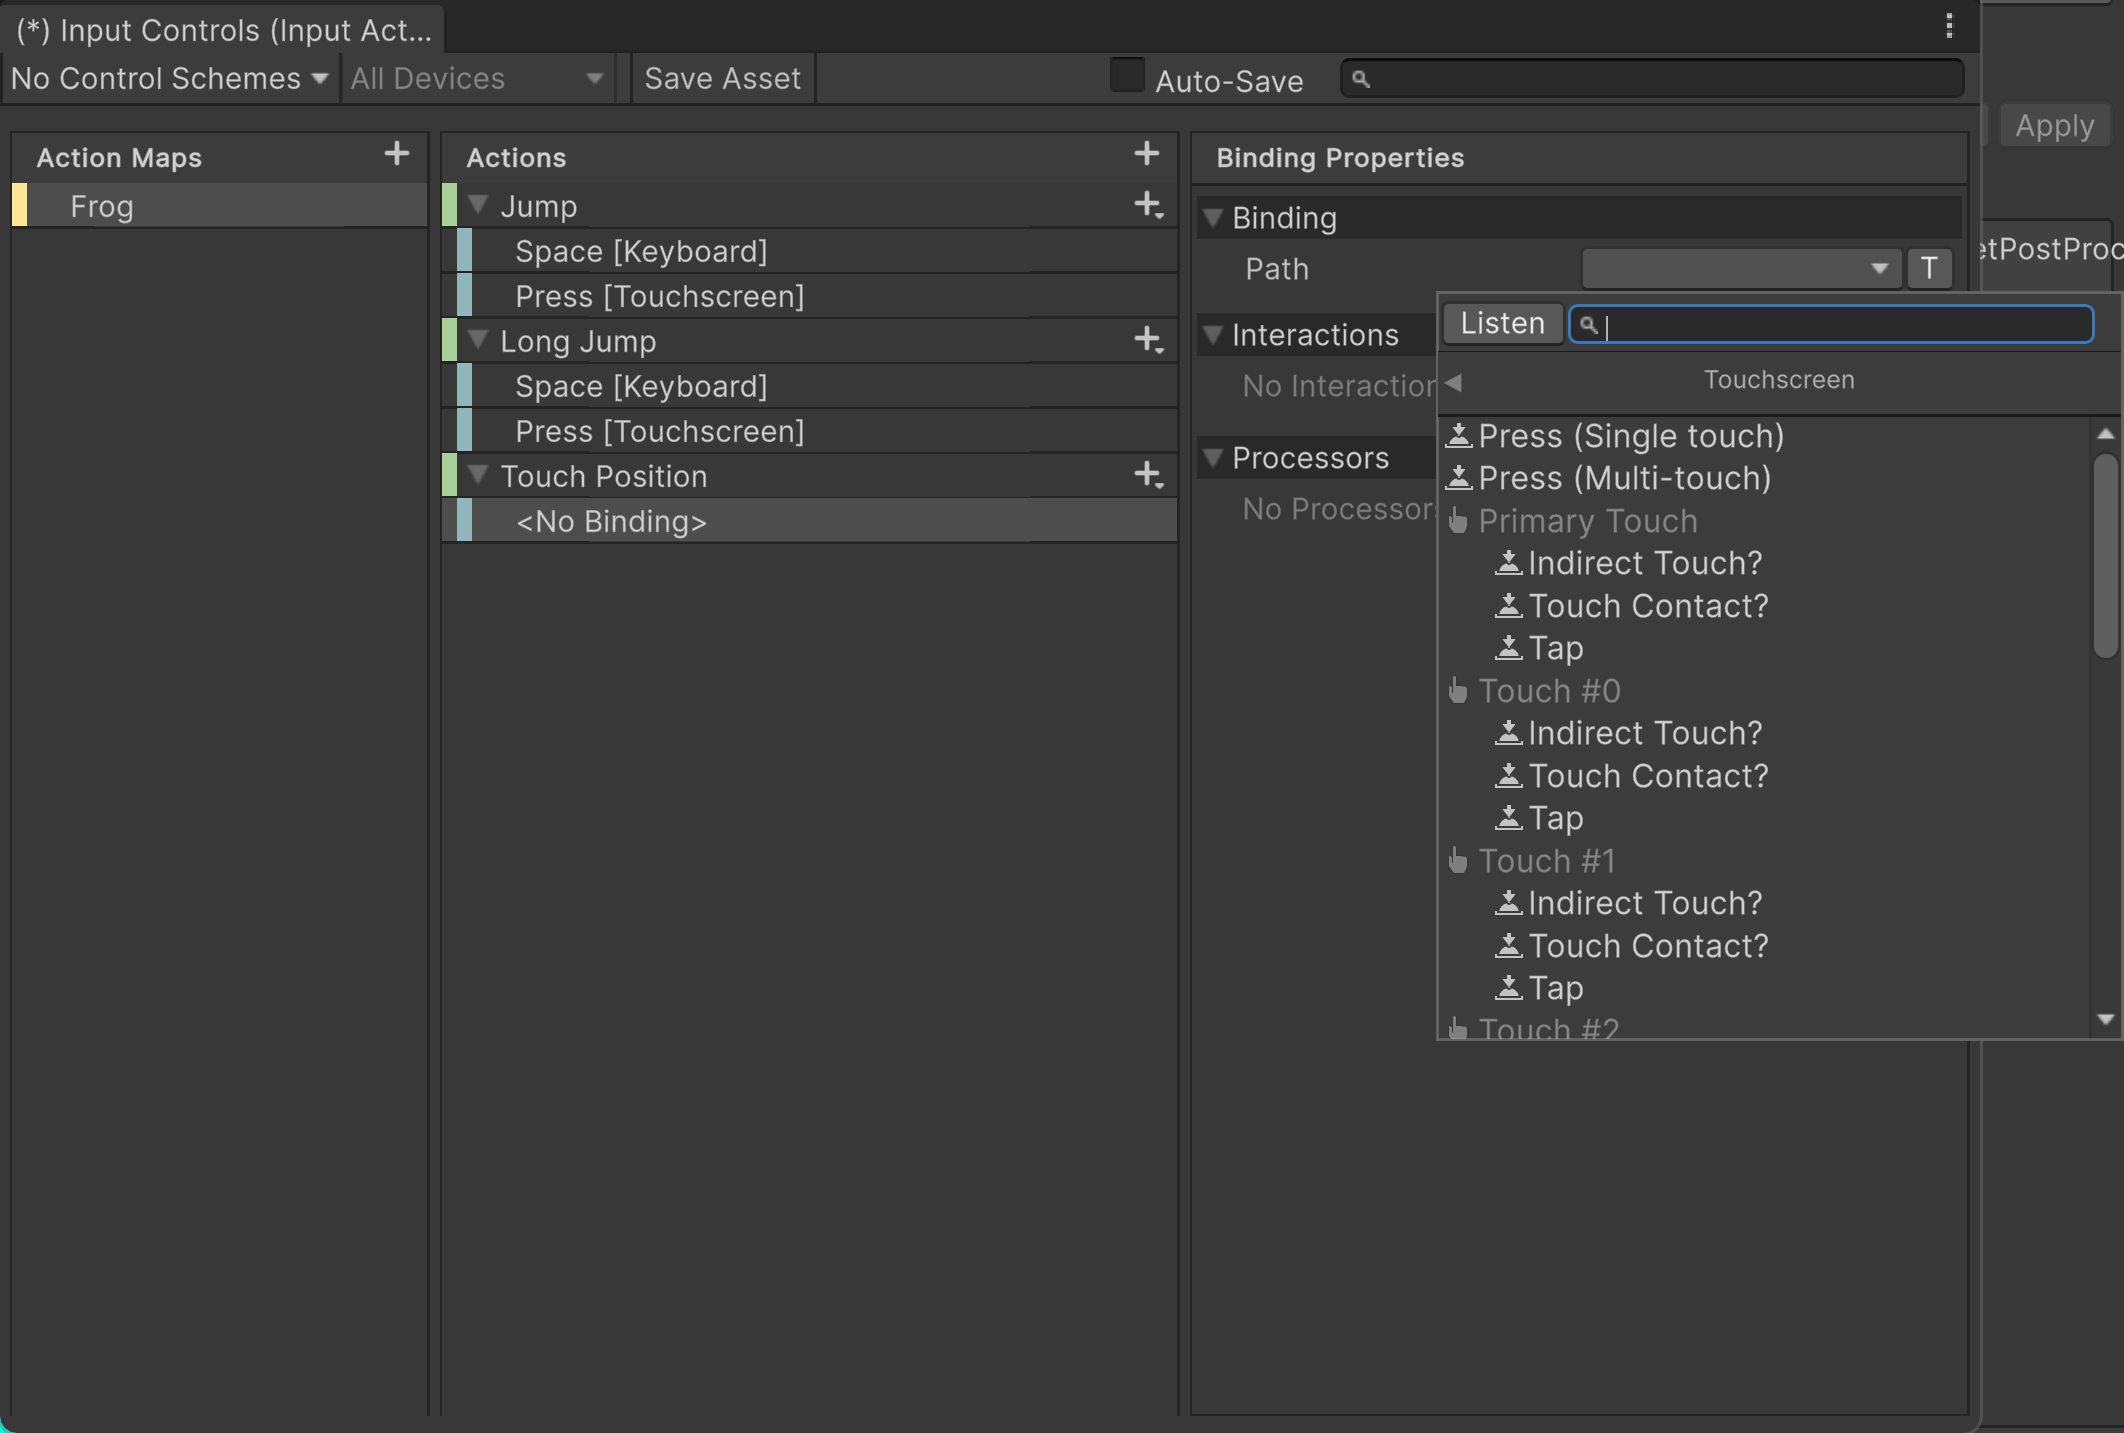 (*) Input Controls (Input Act...
No Control Schemes
All Devices
Save Asset
Auto-Save
Apply
Action Maps
Frog
Actions
Jump
Space [Keyboard]
Press [Touchscreen]
Long Jump
Space [Keyboard]
Press [Touchscreen]
Touch Position
<No Binding>
Binding Properties
Binding
Path
T
Interactions
No Interaction
Processors
No Processors
etPostProc
Listen
Touchscreen
Press (Single touch)
Press (Multi-touch)
Primary Touch
Indirect Touch?
Touch Contact?
Tap
Touch #0
Indirect Touch?
Touch Contact?
Tap
Touch #1
Indirect Touch?
Touch Contact?
Tap
Touch #2